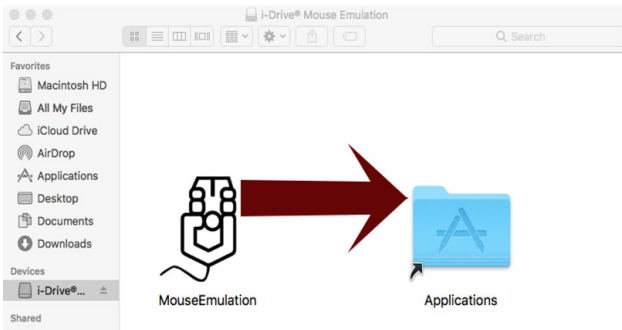 i-Drive® Mouse Emulation
Search
Favorites
Macintosh HD
All My Files
iCloud Drive
AirDrop
Applications
Desktop
Documents
Downloads
Devices
i-Drive®...
Shared
MouseEmulation
Applications